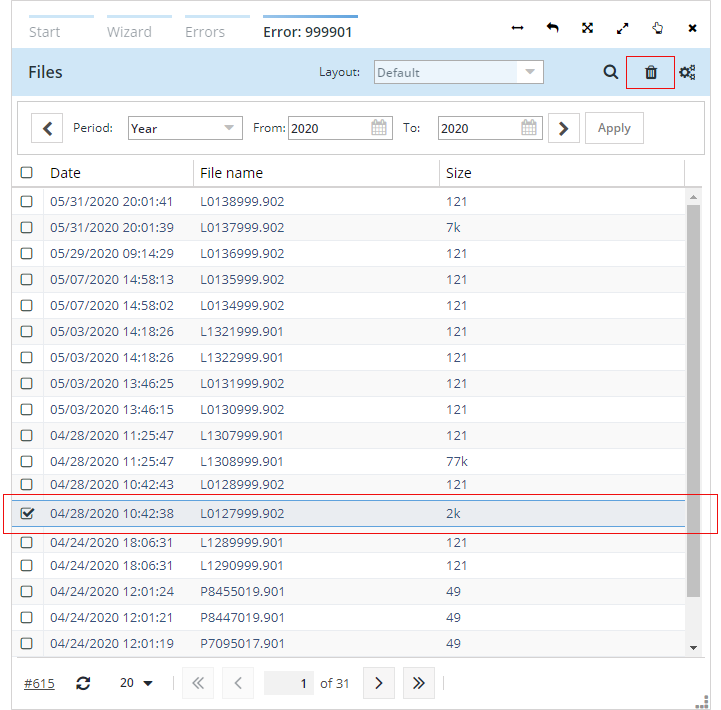 Start Wizard Errors Error: 999901
Files Layout: Default
Period: Year From: 2020 To: 2020 Apply
Date File name Size
05/31/2020 20:01:41 L0138999.902 121
05/31/2020 20:01:39 L0137999.902 7k
05/29/2020 09:14:29 L0136999.902 121
05/07/2020 14:58:13 L0135999.902 121
05/07/2020 14:58:02 L0134999.902 121
05/03/2020 14:18:26 L1321999.901 121
05/03/2020 14:18:26 L1322999.901 121
05/03/2020 13:46:25 L0131999.902 121
05/03/2020 13:46:15 L0130999.902 121
04/28/2020 11:25:47 L1307999.901 121
04/28/2020 11:25:47 L1308999.901 77k
04/28/2020 10:42:43 L0128999.902 121
04/28/2020 10:42:38 L0127999.902 2k
04/24/2020 18:06:31 L1289999.901 121
04/24/2020 18:06:31 L1290999.901 121
04/24/2020 12:01:24 P8455019.901 49
04/24/2020 12:01:21 P8447019.901 49
04/24/2020 12:01:19 P7095017.901 49
#615 20 1 of 31